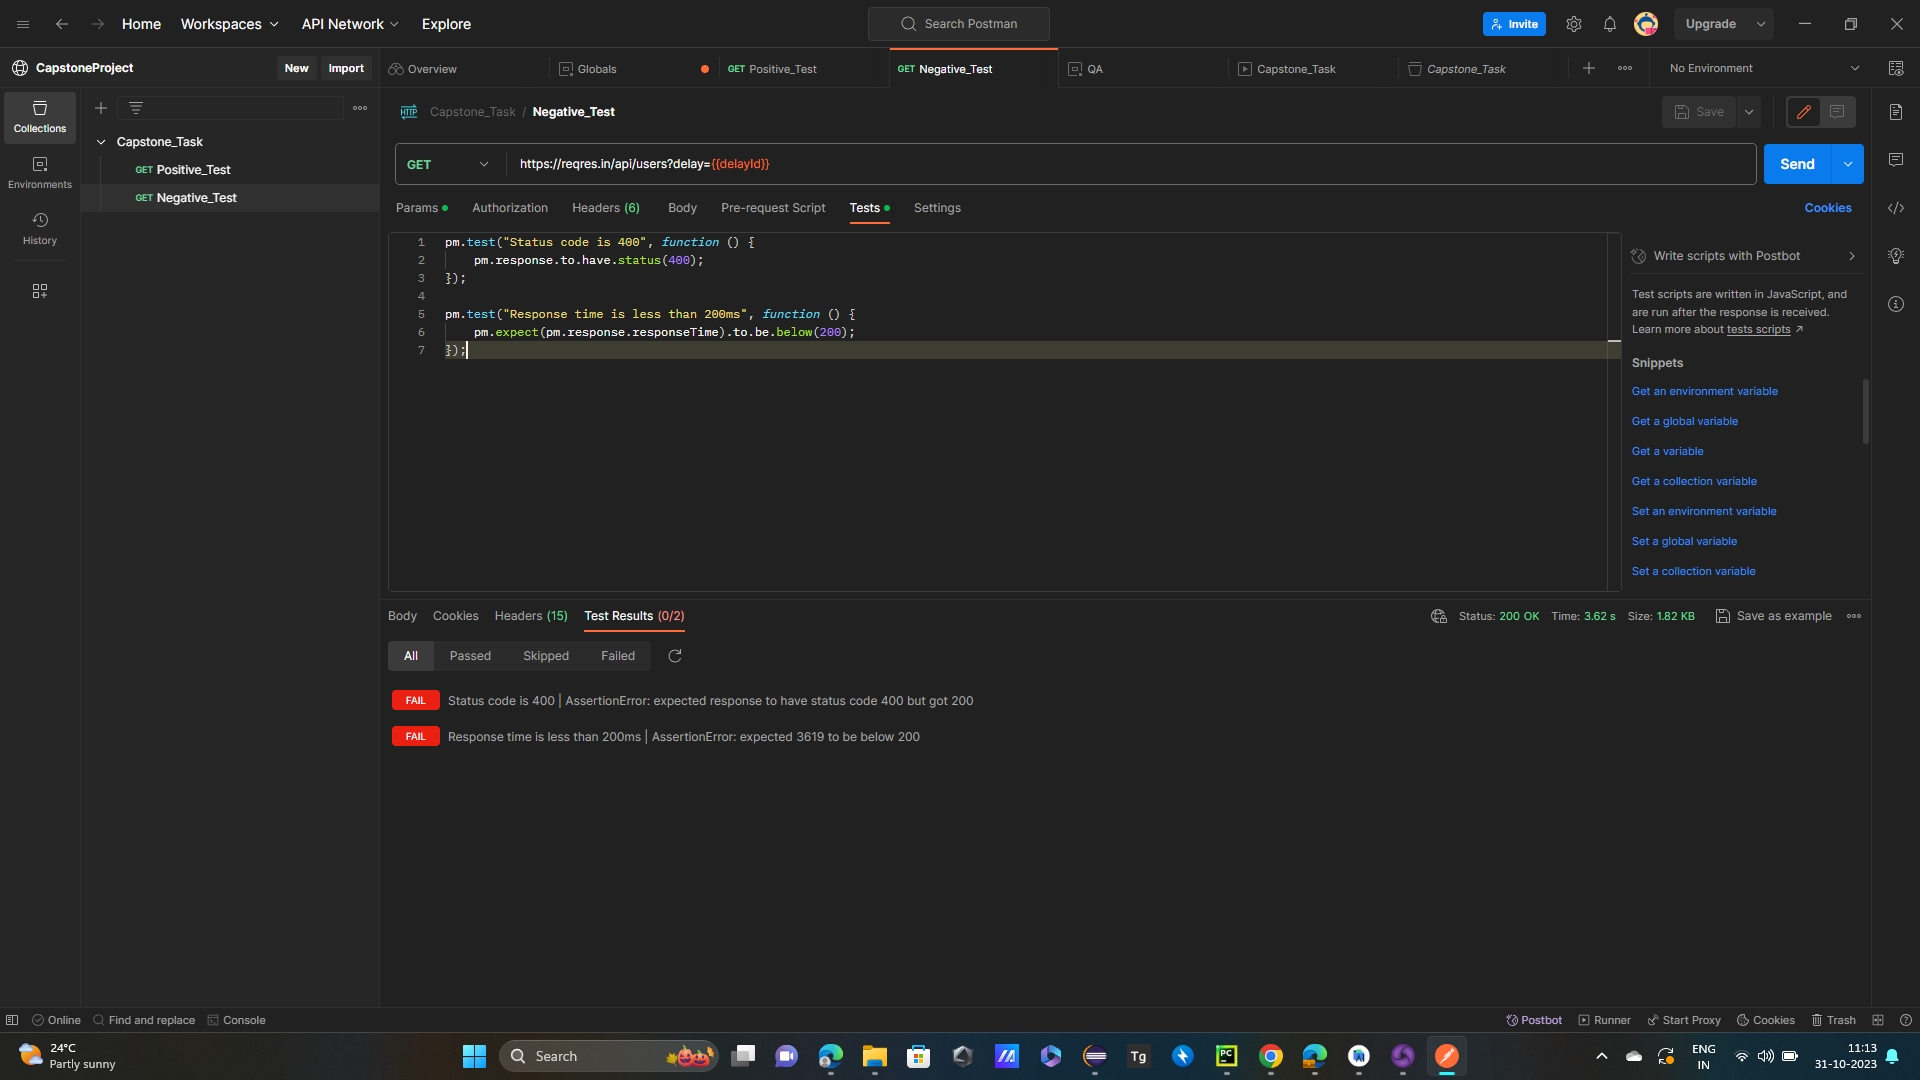 Home Workspaces API Network Explore
Search Postman
Invite Upgrade
CapstoneProject New Import
Overview Globals GET Positive_Test GET Negative_Test QA Capstone_Task Capstone_Task No Environment
Collections
Environments
History
Capstone_Task
GET Positive_Test
GET Negative_Test
HTTP Capstone_Task / Negative_Test
Save
GET https://reqres.in/api/users?delay={{delayId}} Send
Params Authorization Headers (6) Body Pre-request Script Tests Settings Cookies
1 pm.test("Status code is 400", function () {
2 pm.response.to.have.status(400);
3 });
4
5 pm.test("Response time is less than 200ms", function () {
6 pm.expect(pm.response.responseTime).to.be.below(200);
7 });
Write scripts with Postbot
Test scripts are written in JavaScript, and
are run after the response is received.
Learn more about tests scripts ↗
Snippets
Get an environment variable
Get a global variable
Get a variable
Get a collection variable
Set an environment variable
Set a global variable
Set a collection variable
Body Cookies Headers (15) Test Results (0/2) Status: 200 OK Time: 3.62 s Size: 1.82 KB Save as example
All Passed Skipped Failed
FAIL Status code is 400 | AssertionError: expected response to have status code 400 but got 200
FAIL Response time is less than 200ms | AssertionError: expected 3619 to be below 200
Online Find and replace Console Postbot Runner Start Proxy Cookies Trash
24°C
Partly sunny
Search
Tg
PC
ENG
IN
11:13
31-10-2023